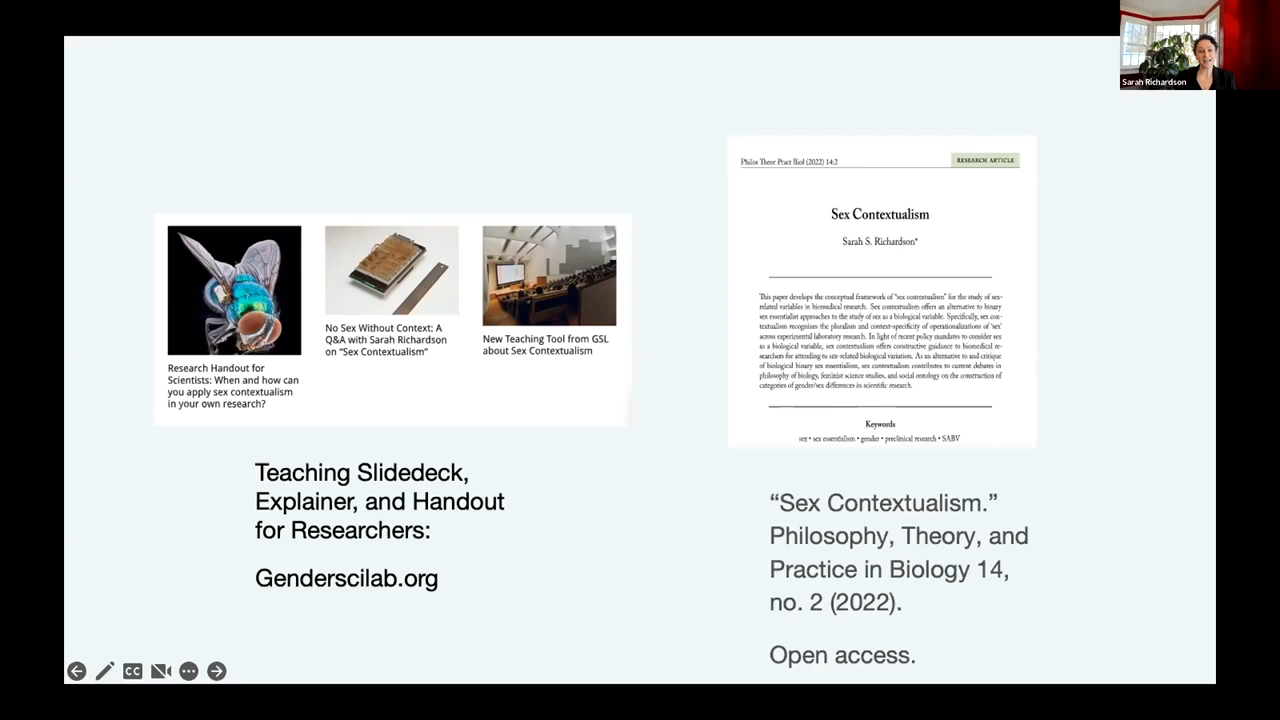 Sarah Richardson
Research Handout for
Scientists: When and how can
you apply sex contextualism
in your own research?
No Sex Without Context: A
Q&A with Sarah Richardson
on “Sex Contextualism”
New Teaching Tool from GSL
about Sex Contextualism
Teaching Slidedeck,
Explainer, and Handout
for Researchers:
Genderscilab.org
Philos Theor Pract Biol (2022) 14:2
RESEARCH ARTICLE
Sex Contextualism
Sarah S. Richardson*
This paper develops the conceptual framework of “sex contextualism” for the study of sex-
related variables in biomedical research. Sex contextualism offers an alternative to binary
sex essentialist approaches to the study of sex as a biological variable. Specifically, sex con-
textualism recognizes the pluralism and context-specificity of operationalizations of ‘sex’
across experimental laboratory research. In light of recent policy mandates to consider sex
as a biological variable, sex contextualism offers constructive guidance to biomedical re-
searchers for attending to sex-related biological variation. As an alternative to and critique
of biological binary sex essentialism, sex contextualism contributes to current debates in
philosophy of biology, feminist science studies, and social ontology on the construction of
categories of gender/sex differences in scientific research.
Keywords
sex • sex essentialism • gender • preclinical research • SABV
“Sex Contextualism.”
Philosophy, Theory, and
Practice in Biology 14,
no. 2 (2022).
Open access.
CC